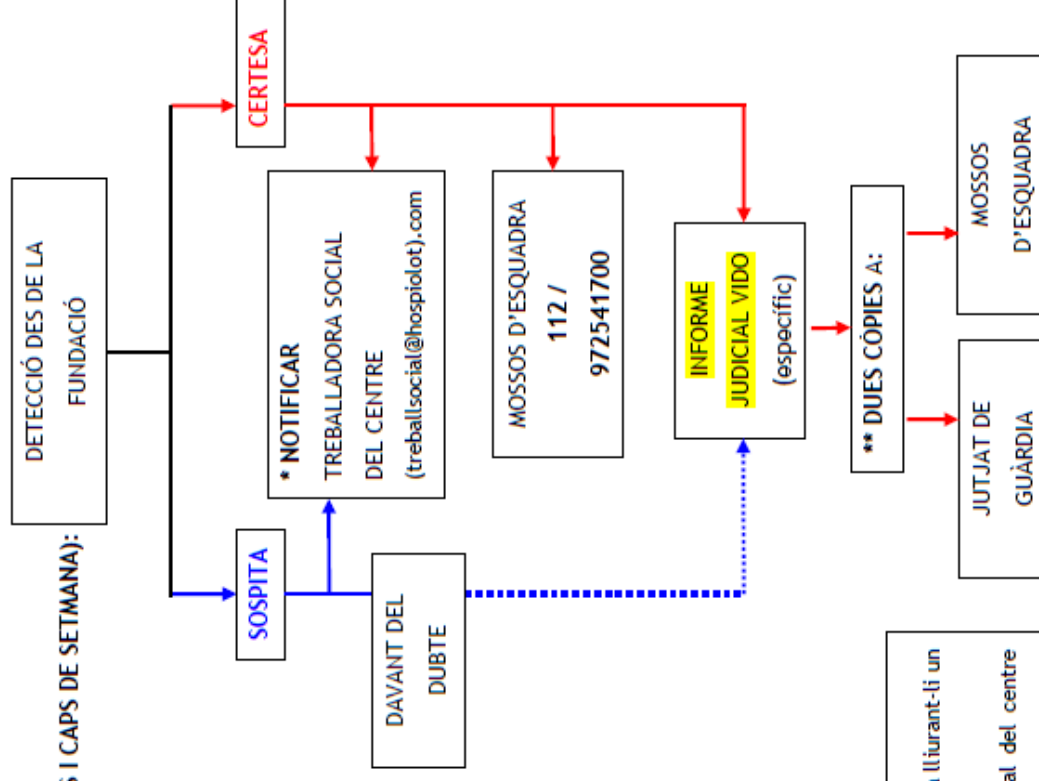 S I CAPS DE SETMANA):
DETECCIÓ DES DE LA
FUNDACIÓ
SOSPITA
CERTESA
* NOTIFICAR
TREBALLADORA SOCIAL
DEL CENTRE
(treballsocial@hospiolot).com
DAVANT DEL
DUBTE
MOSSOS D'ESQUADRA
112 /
972541700
INFORME
JUDICIAL VIDO
(específic)
** DUES CÒPIES A:
JUTJAT DE
GUÀRDIA
MOSSOS
D'ESQUADRA
lliurant-li un
al del centre